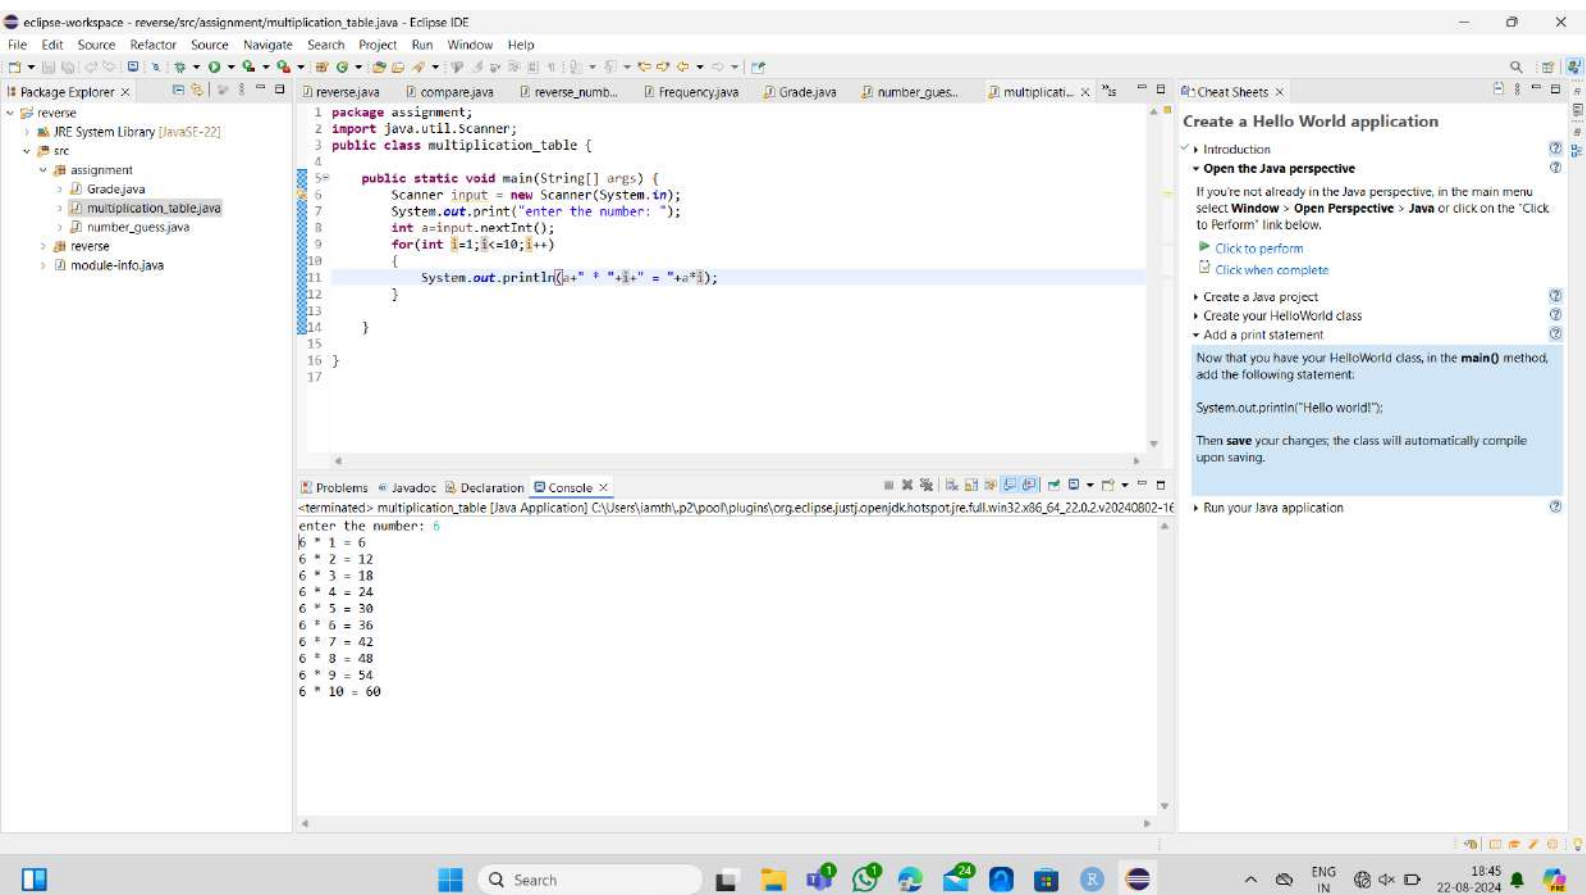 eclipse-workspace - reverse/src/assignment/multiplication_table.java - Eclipse IDE
File Edit Source Refactor Source Navigate Search Project Run Window Help
Package Explorer
reverse
JRE System Library [JavaSE-22]
src
assignment
Grade.java
multiplication_table.java
number_guess.java
reverse
module-info.java
reverse.java compare.java reverse_numb... Frequency.java Grade.java number_gues... multiplicati... »15
1 package assignment;
2 import java.util.Scanner;
3 public class multiplication_table {
4
5 public static void main(String[] args) {
6 Scanner input = new Scanner(System.in);
7 System.out.print("enter the number: ");
8 int a=input.nextInt();
9 for(int i=1;i<=10;i++)
10 {
11 System.out.println(a+" * "+i+" = "+a*i);
12 }
13
14 }
15
16 }
17
Problems Javadoc Declaration Console
<terminated> multiplication_table [Java Application] C:\Users\iamth\.p2\pool\plugins\org.eclipse.justj.openjdk.hotspot.jre.full.win32.x86_64_22.0.2.v20240802-16
enter the number: 6
6 * 1 = 6
6 * 2 = 12
6 * 3 = 18
6 * 4 = 24
6 * 5 = 30
6 * 6 = 36
6 * 7 = 42
6 * 8 = 48
6 * 9 = 54
6 * 10 = 60
Cheat Sheets
Create a Hello World application
Introduction
Open the Java perspective
If you're not already in the Java perspective, in the main menu
select Window > Open Perspective > Java or click on the "Click
to Perform" link below.
Click to perform
Click when complete
Create a Java project
Create your HelloWorld class
Add a print statement
Now that you have your HelloWorld class, in the main() method,
add the following statement:
System.out.println("Hello world!");
Then save your changes; the class will automatically compile
upon saving.
Run your Java application
Search
1
1
24
R
ENG
IN
18:45
22-08-2024
PRE